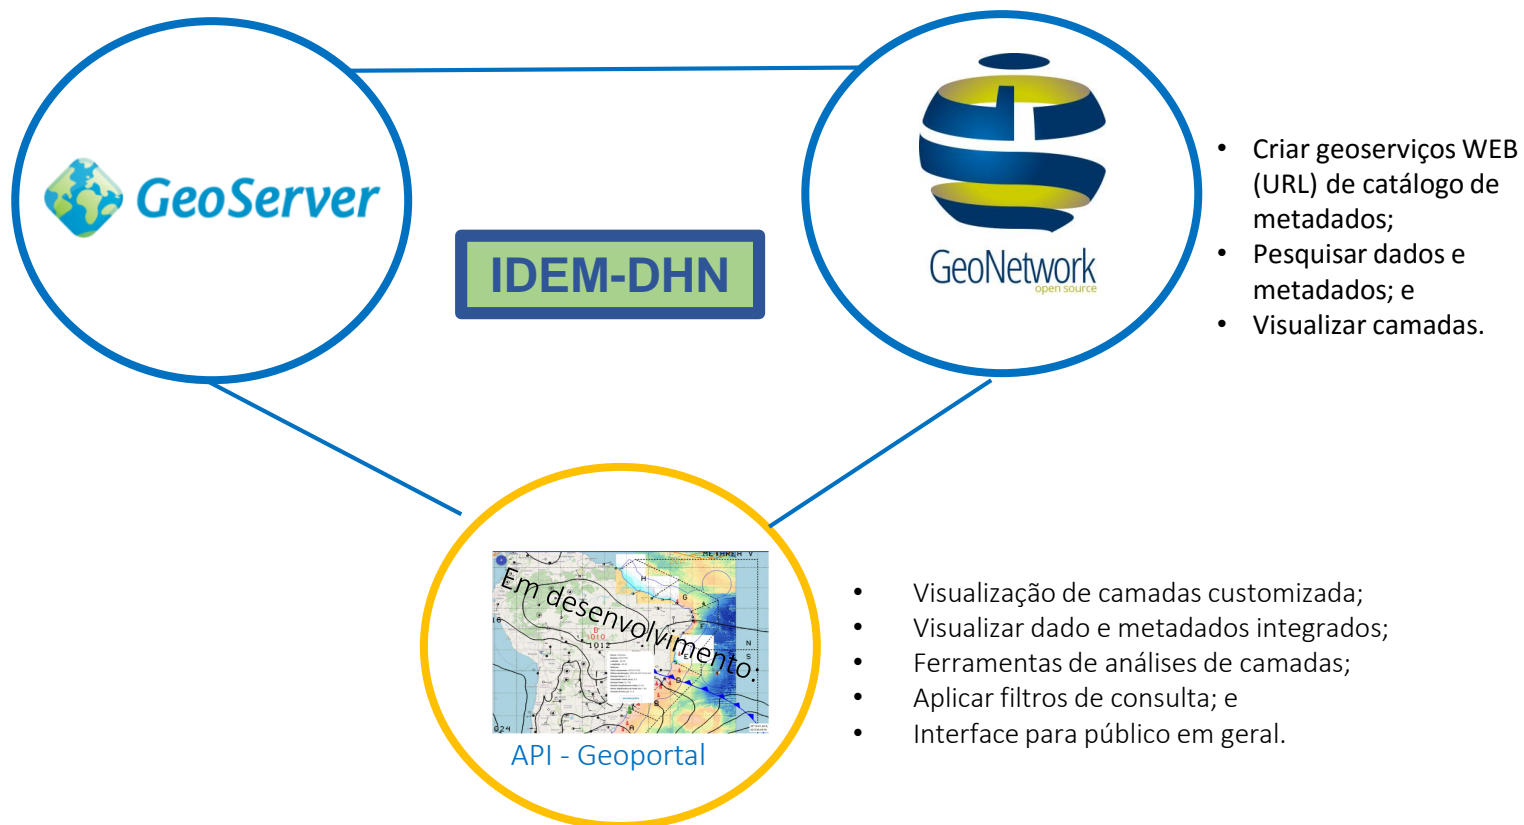 GeoServer
IDEM-DHN
GeoNetwork
open source
• Criar geoserviços WEB
(URL) de catálogo de
metadados;
• Pesquisar dados e
metadados; e
• Visualizar camadas.
Em desenvolvimento.
1010
1012
H
G
F
N
S
E
D
A
API - Geoportal
• Visualização de camadas customizada;
• Visualizar dado e metadados integrados;
• Ferramentas de análises de camadas;
• Aplicar filtros de consulta; e
• Interface para público em geral.